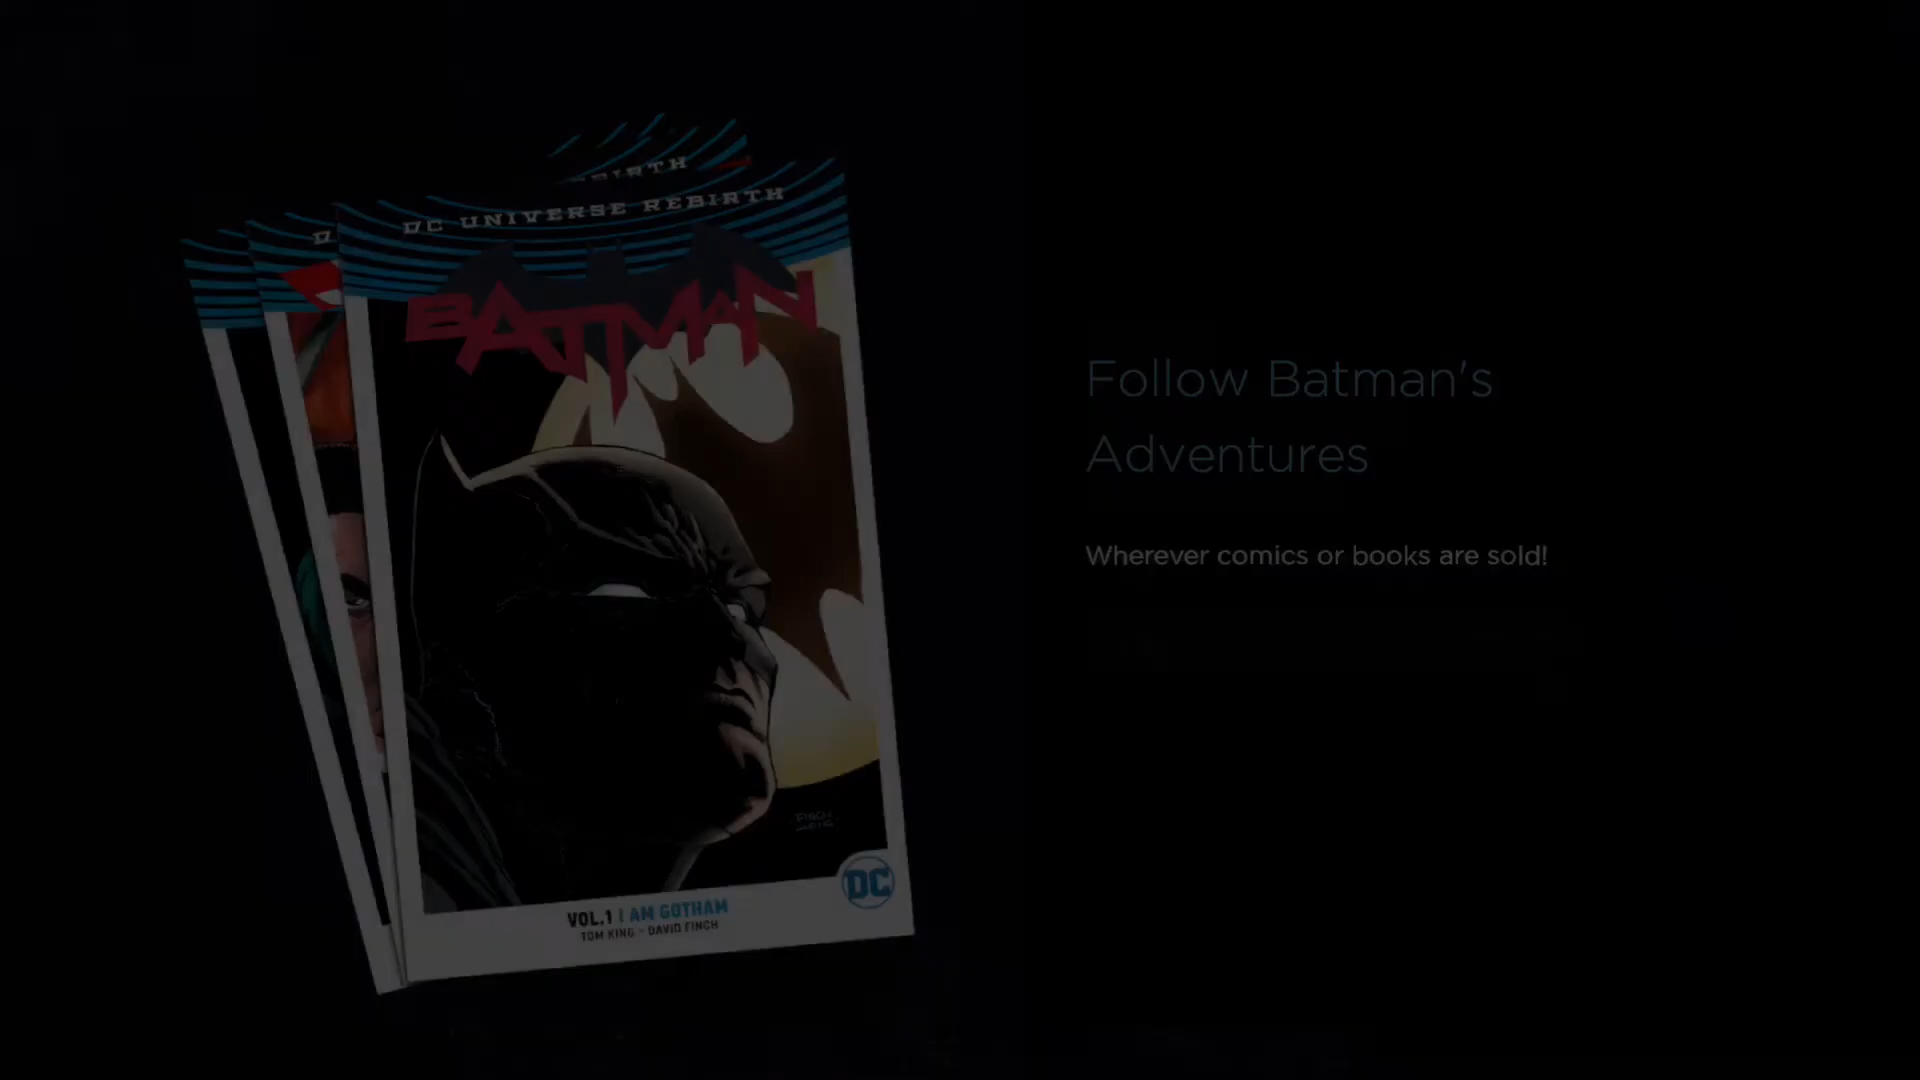 DC UNIVERSE REBIRTH
BATMAN
FINCH
DC
VOL.1 | I AM GOTHAM
TOM KING - DAVID FINCH
Follow Batman's
Adventures
Wherever comics or books are sold!